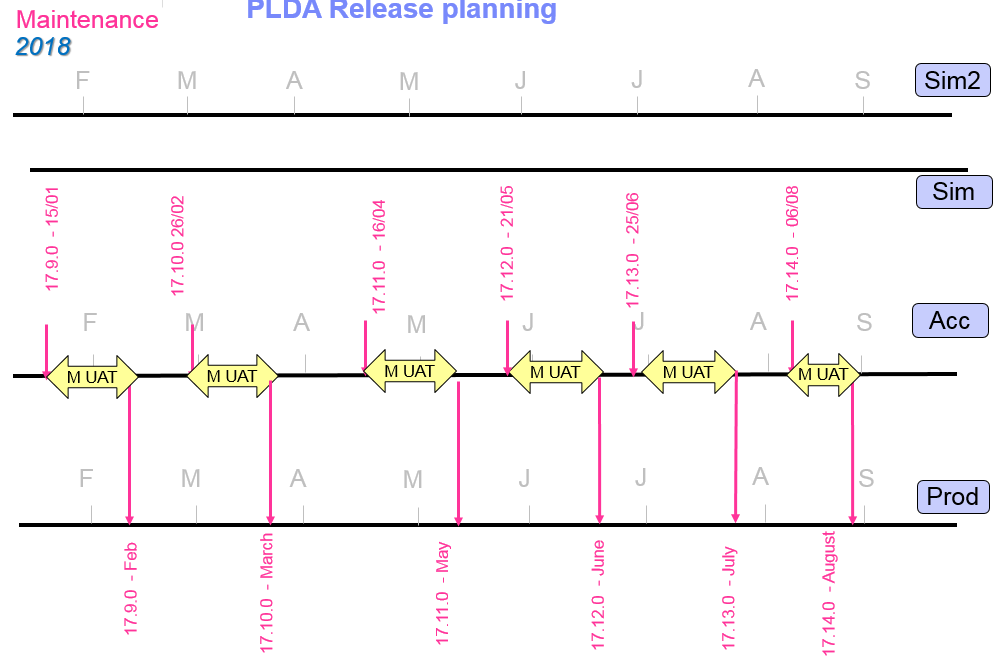 PLDA Release planning
Maintenance
2018
F M A M J J A S
Sim2
Sim
17.9.0 - 15/01
17.10.0 26/02
17.11.0 - 16/04
17.12.0 - 21/05
17.13.0 - 25/06
17.14.0 - 06/08
F M A M J J A S
Acc
M UAT M UAT M UAT M UAT M UAT M UAT
F M A M J J A S
Prod
17.9.0 - Feb
17.10.0 - March
17.11.0 - May
17.12.0 - June
17.13.0 - July
17.14.0 - August